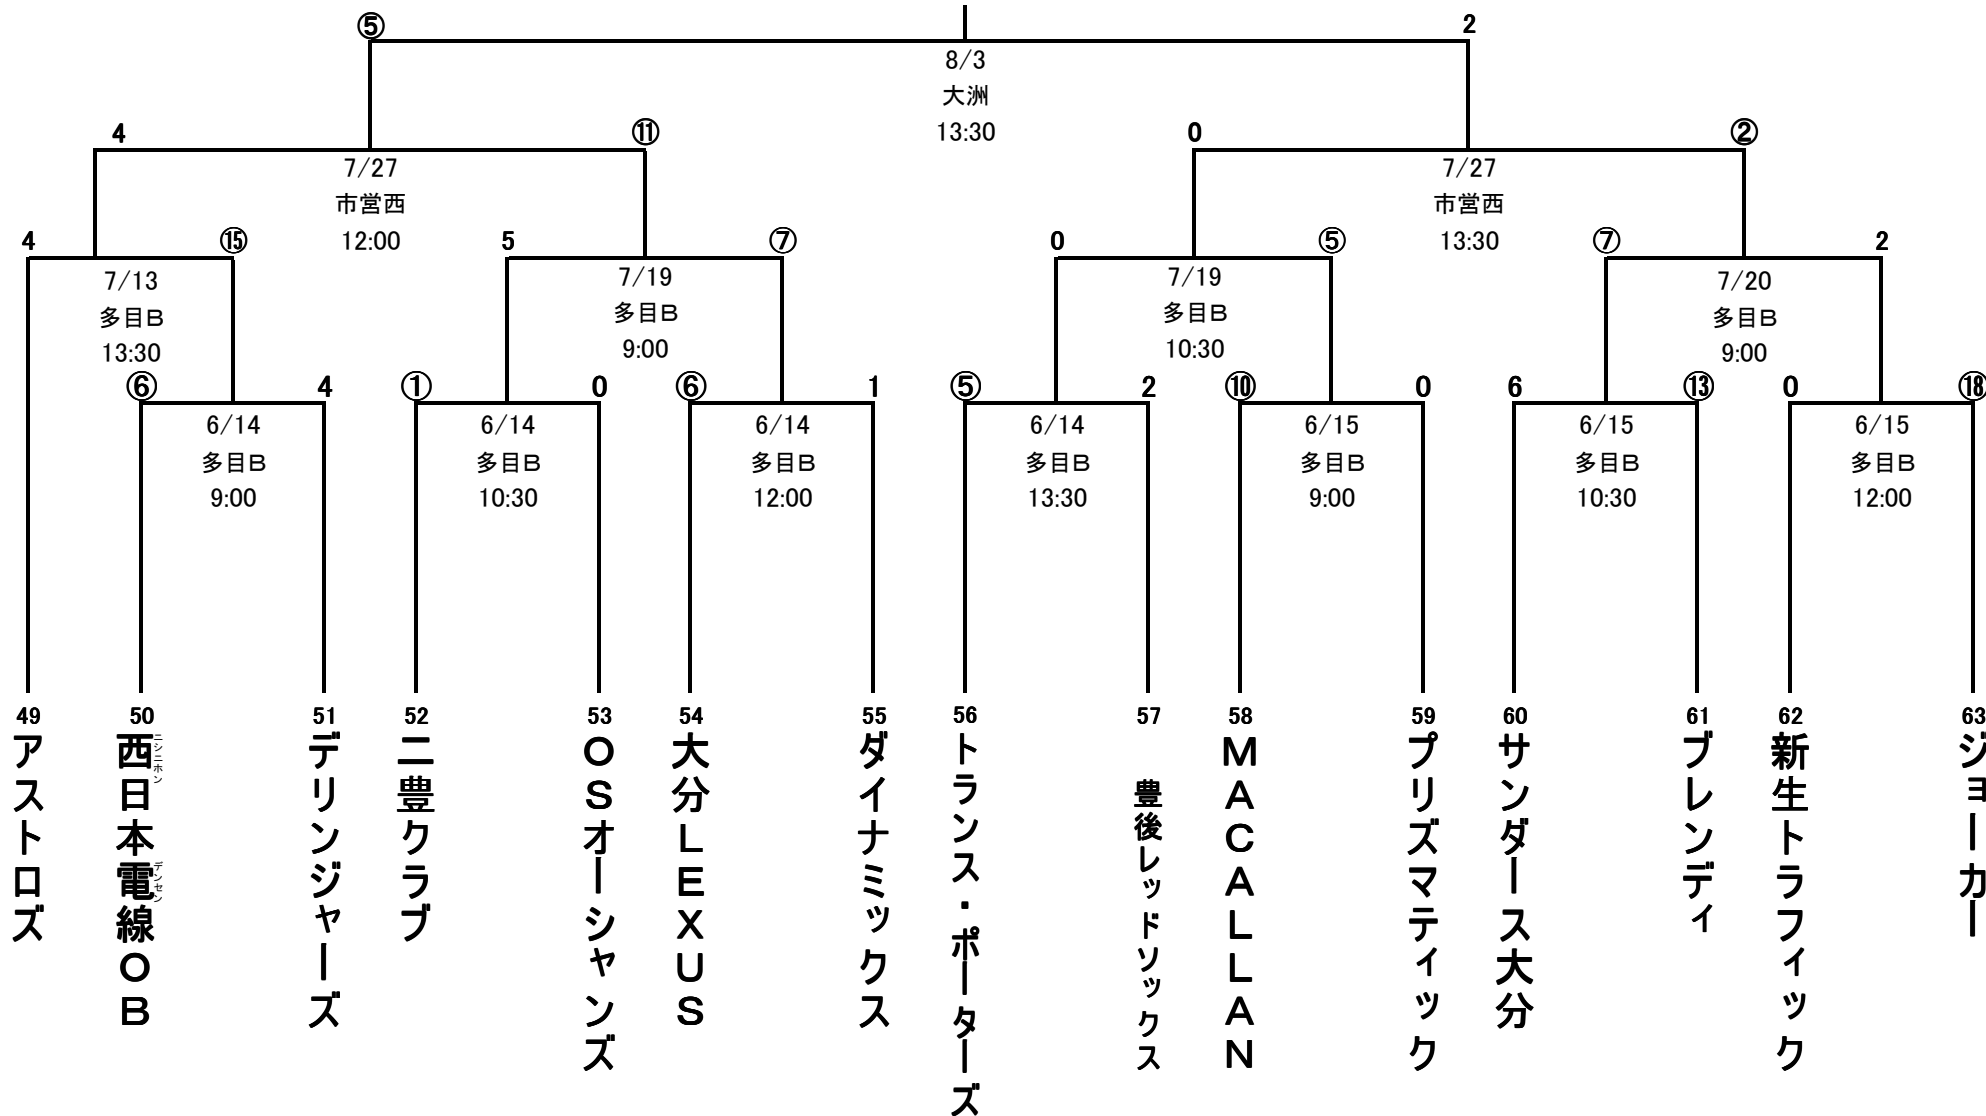 ⑤
2
8/3
大洲
13:30
4
⑪
7/27
市営西
12:00
0
②
7/27
市営西
13:30
4
⑮
7/13
多目B
13:30
5
⑦
7/19
多目B
9:00
0
⑤
7/19
多目B
10:30
⑦
2
7/20
多目B
9:00
⑥
4
6/14
多目B
9:00
①
0
6/14
多目B
10:30
⑥
1
6/14
多目B
12:00
⑤
2
6/14
多目B
13:30
⑩
0
6/15
多目B
9:00
6
⑬
6/15
多目B
10:30
0
⑱
6/15
多目B
12:00
49
アストロズ
50
西日本電線OB
ニシニホン
デンセン
51
デリンジャーズ
52
二豊クラブ
53
OSオーシャンズ
54
大分LEXUS
55
ダイナミックス
56
トランス・ポーターズ
57
豊後レッドソックス
58
MACALLAN
59
プリズマティック
60
サンダース大分
61
ブレンディ
62
新生トラフィック
63
ジョーカー